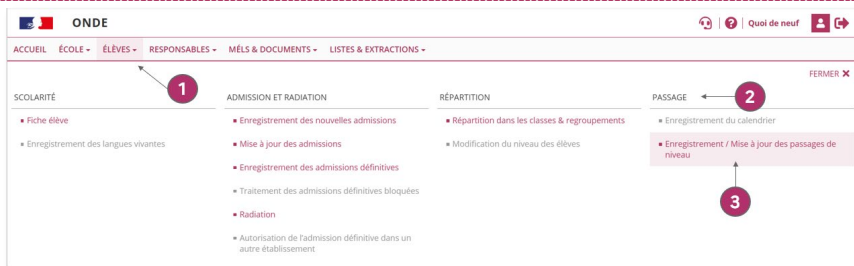 ONDE
Quoi de neuf
ACCUEIL ÉCOLE ÉLÈVES RESPONSABLES MÉLS & DOCUMENTS LISTES & EXTRACTIONS
1
FERMER ✕
SCOLARITÉ
Fiche élève
Enregistrement des langues vivantes
ADMISSION ET RADIATION
Enregistrement des nouvelles admissions
Mise à jour des admissions
Enregistrement des admissions définitives
Traitement des admissions définitives bloquées
Radiation
Autorisation de l'admission définitive dans un
autre établissement
RÉPARTITION
Répartition dans les classes & regroupements
Modification du niveau des élèves
PASSAGE
2
Enregistrement du calendrier
Enregistrement / Mise à jour des passages de
niveau
3